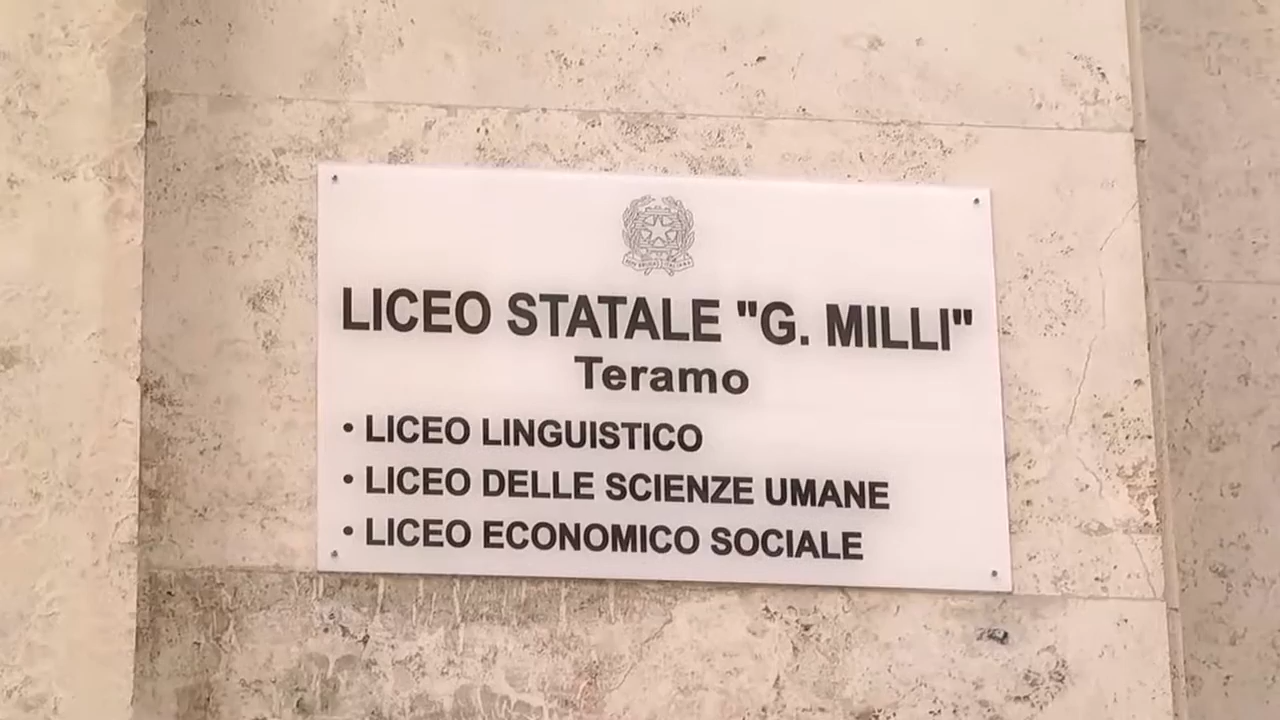 LICEO STATALE "G. MILLI"
Teramo
• LICEO LINGUISTICO
• LICEO DELLE SCIENZE UMANE
• LICEO ECONOMICO SOCIALE